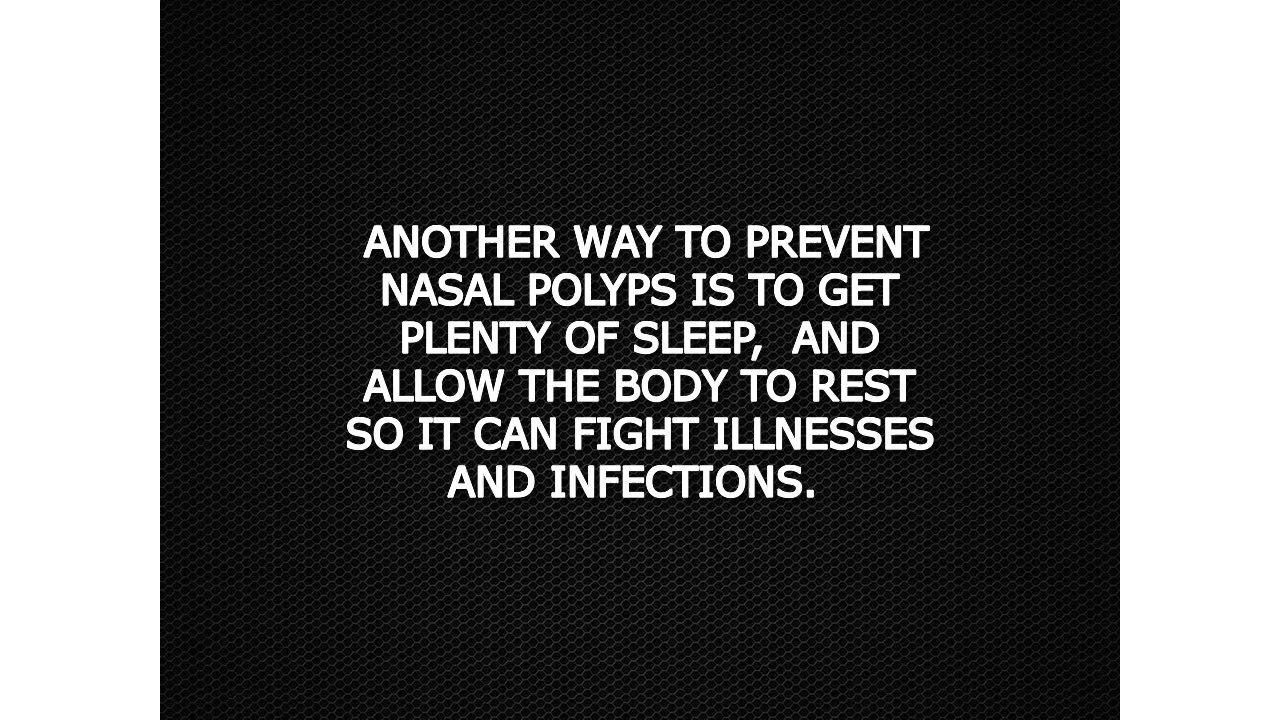 ANOTHER WAY TO PREVENT
NASAL POLYPS IS TO GET
PLENTY OF SLEEP,  AND
ALLOW THE BODY TO REST
SO IT CAN FIGHT ILLNESSES
AND INFECTIONS.